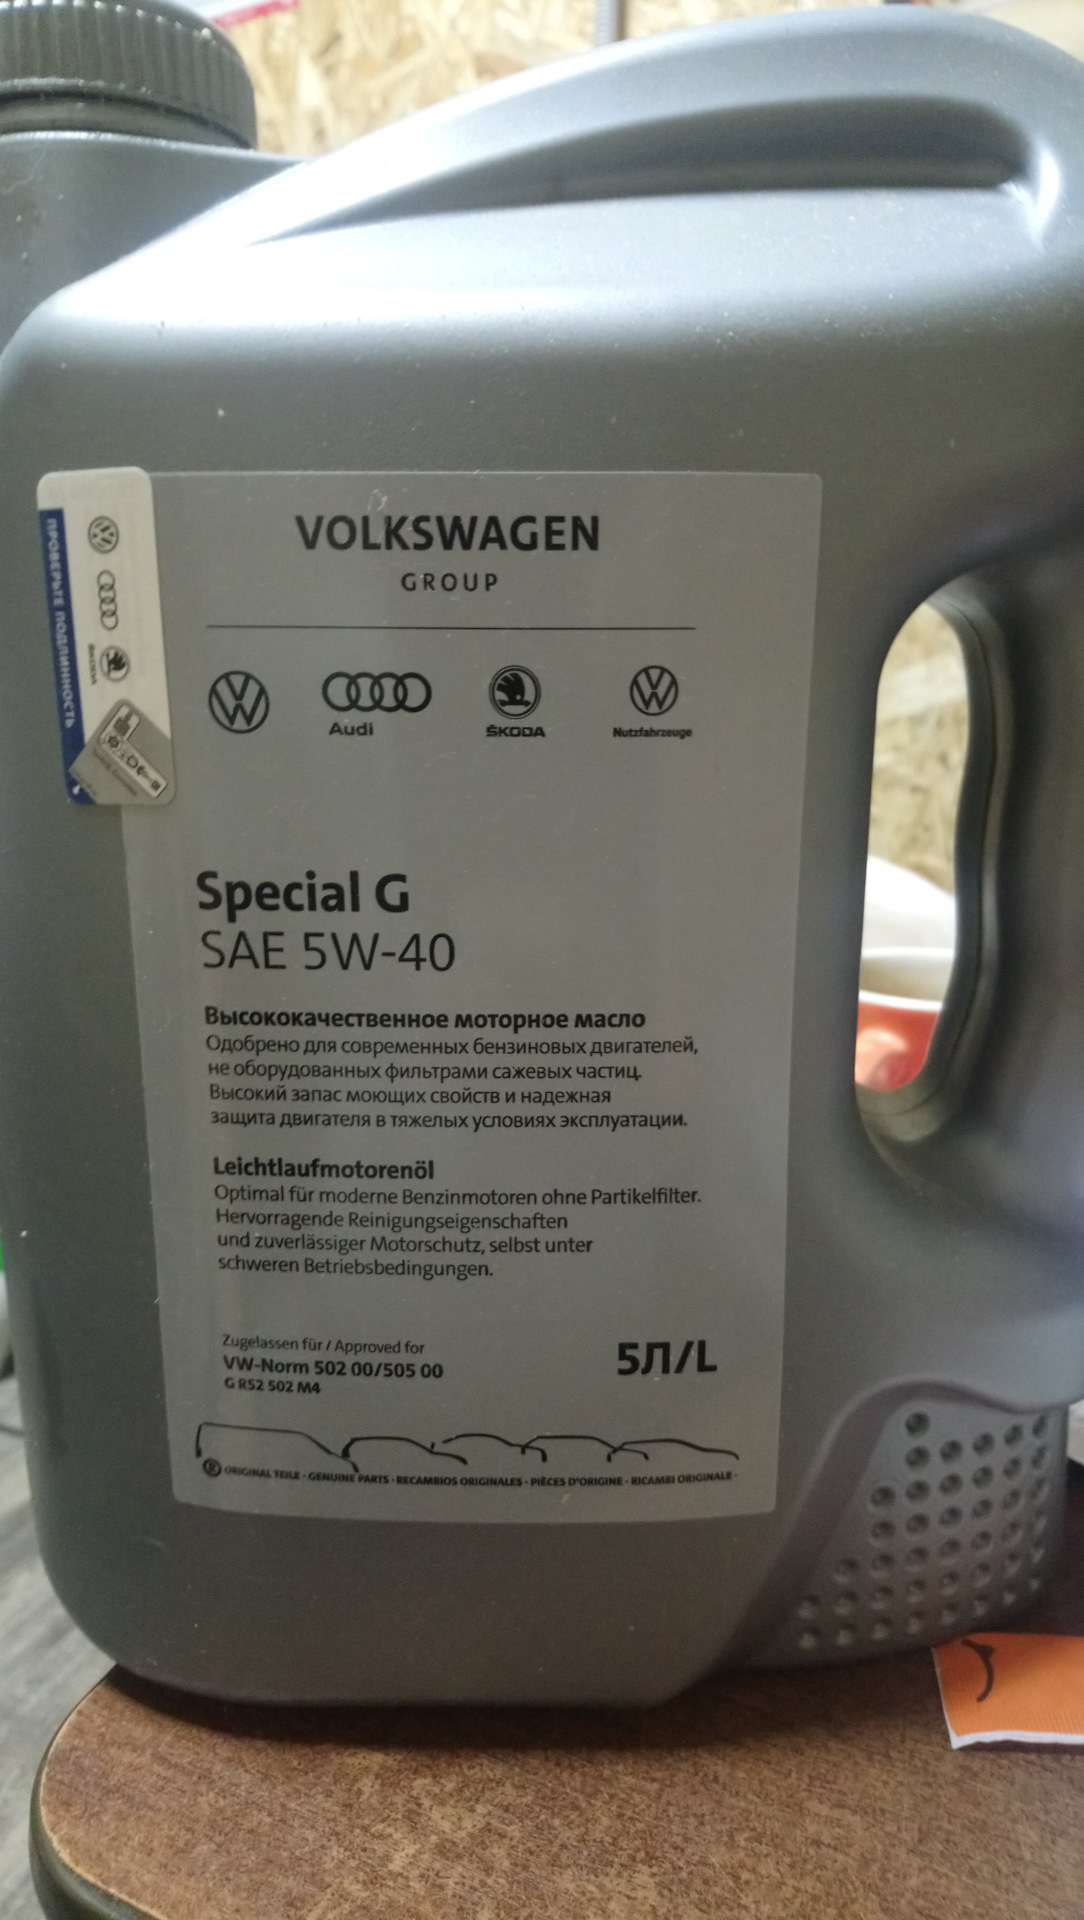 VOLKSWAGEN
GROUP
ПРОВЕРЬТЕ ПОДЛИННОСТЬ
ŠKODA
Audi
ŠKODA
Nutzfahrzeuge
Special G
SAE 5W-40
Высококачественное моторное масло
Одобрено для современных бензиновых двигателей,
не оборудованных фильтрами сажевых частиц.
Высокий запас моющих свойств и надежная
защита двигателя в тяжелых условиях эксплуатации.
Leichtlaufmotorenöl
Optimal für moderne Benzinmotoren ohne Partikelfilter.
Hervorragende Reinigungseigenschaften
und zuverlässiger Motorschutz, selbst unter
schweren Betriebsbedingungen.
Zugelassen für / Approved for
VW-Norm 502 00/505 00
G R52 502 M4
5Л/L
® ORIGINAL TEILE · GENUINE PARTS · RECAMBIOS ORIGINALES · PIÈCES D'ORIGINE · RICAMBI ORIGINALE ·